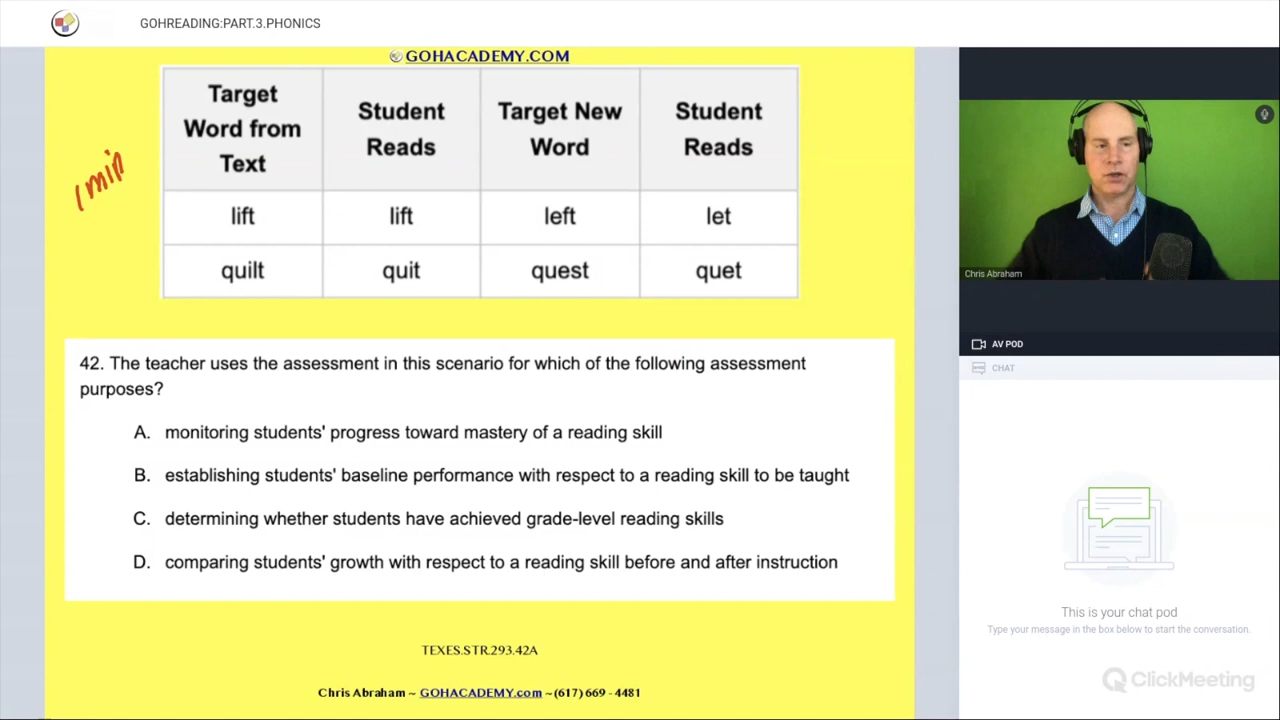 GOHREADING:PART.3.PHONICS
GOHACADEMY.COM
Target Word from Text
Student Reads
Target New Word
Student Reads
lift lift left let
quilt quit quest quet
1 min
42. The teacher uses the assessment in this scenario for which of the following assessment
purposes?
A. monitoring students' progress toward mastery of a reading skill
B. establishing students' baseline performance with respect to a reading skill to be taught
C. determining whether students have achieved grade-level reading skills
D. comparing students' growth with respect to a reading skill before and after instruction
TEXES.STR.293.42A
Chris Abraham ~ GOHACADEMY.com ~ (617) 669 - 4481
Chris Abraham
AV POD
CHAT
This is your chat pod
Type your message in the box below to start the conversation.
ClickMeeting